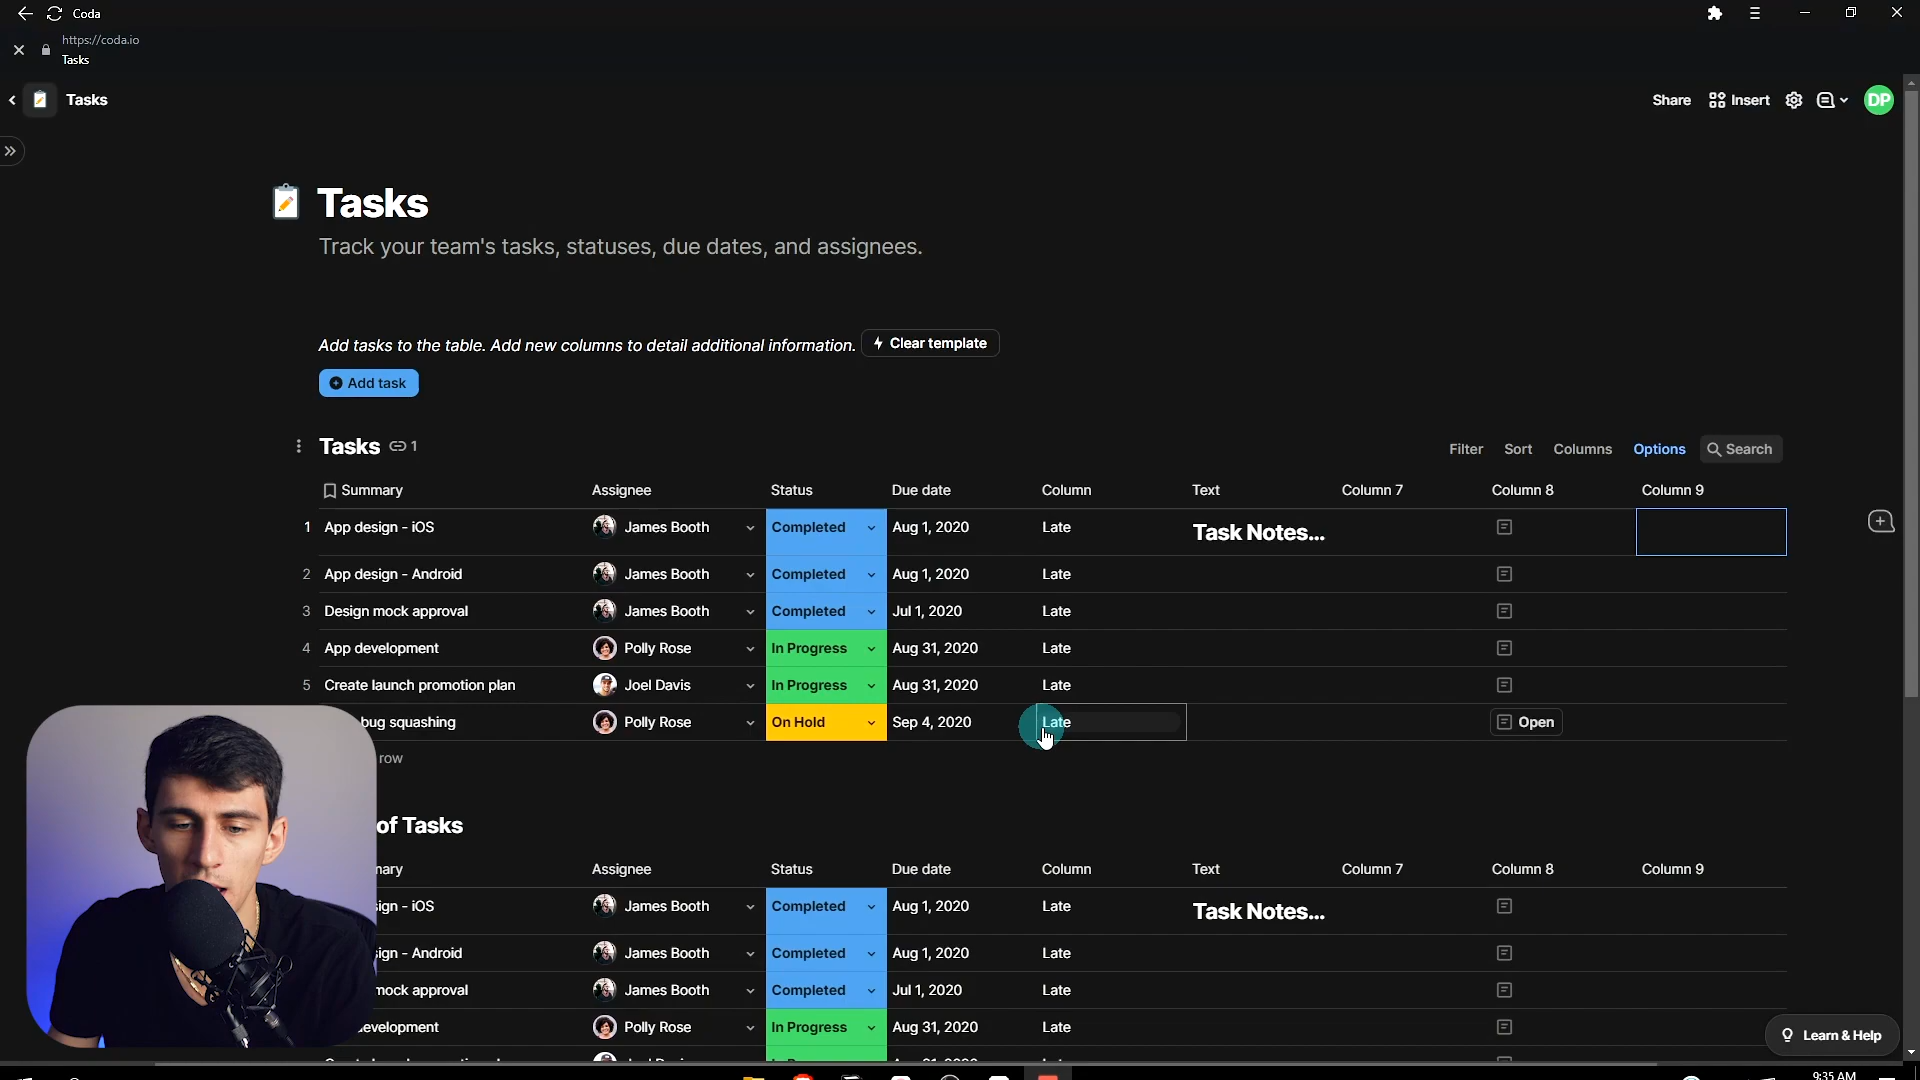 Coda
https://coda.io
Tasks
Tasks
Share Insert DP
Tasks
Track your team's tasks, statuses, due dates, and assignees.
Add tasks to the table. Add new columns to detail additional information. Clear template
Add task
Tasks 1
Filter Sort Columns Options Search
Summary Assignee Status Due date Column Text Column 7 Column 8 Column 9
1 App design - iOS James Booth Completed Aug 1, 2020 Late Task Notes...
2 App design - Android James Booth Completed Aug 1, 2020 Late
3 Design mock approval James Booth Completed Jul 1, 2020 Late
4 App development Polly Rose In Progress Aug 31, 2020 Late
5 Create launch promotion plan Joel Davis In Progress Aug 31, 2020 Late
bug squashing Polly Rose On Hold Sep 4, 2020 Late Open
row
of Tasks
Assignee Status Due date Column Text Column 7 Column 8 Column 9
- iOS James Booth Completed Aug 1, 2020 Late Task Notes...
- Android James Booth Completed Aug 1, 2020 Late
mock approval James Booth Completed Jul 1, 2020 Late
Polly Rose In Progress Aug 31, 2020 Late
Learn & Help
9:35 AM